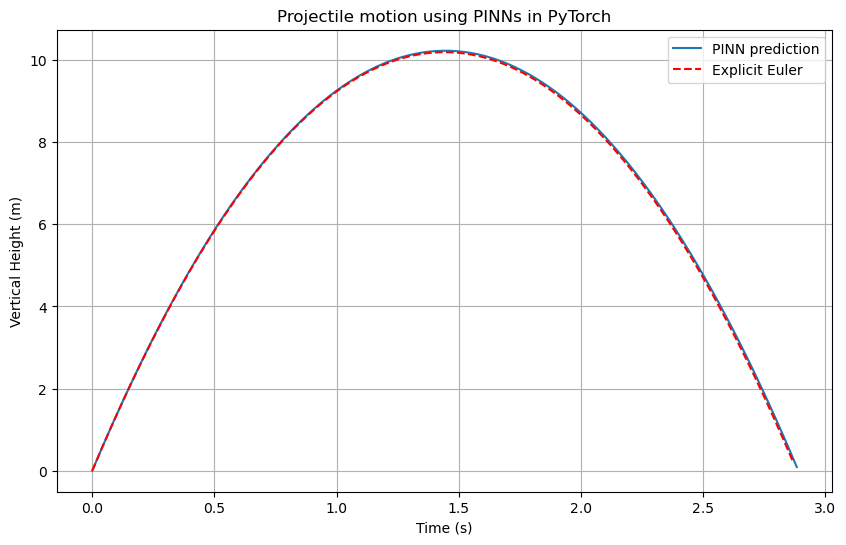 Projectile motion using PINNs in PyTorch
PINN prediction
Explicit Euler
10
8
6
4
2
0
Vertical Height (m)
0.0 0.5 1.0 1.5 2.0 2.5 3.0
Time (s)